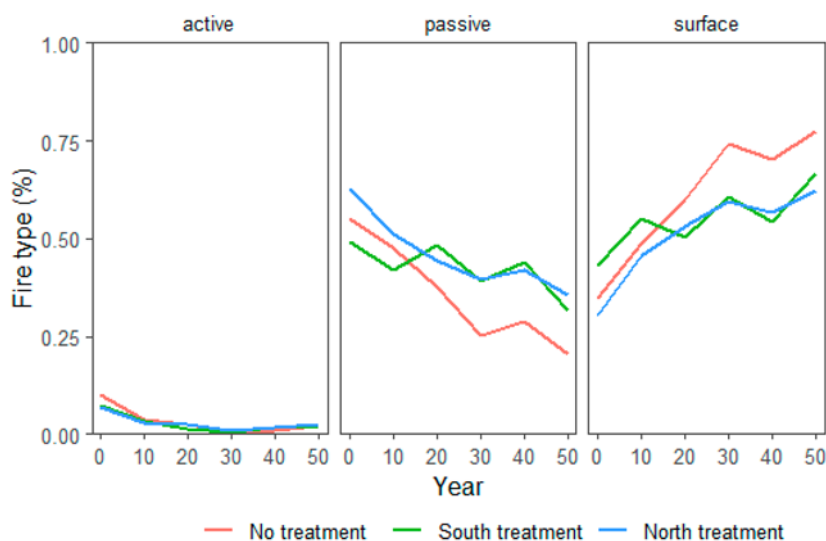 active passive surface
1.00
0.75
0.50
0.25
0.00
Fire type (%)
0 10 20 30 40 50 0 10 20 30 40 50 0 10 20 30 40 50
Year
No treatment South treatment North treatment